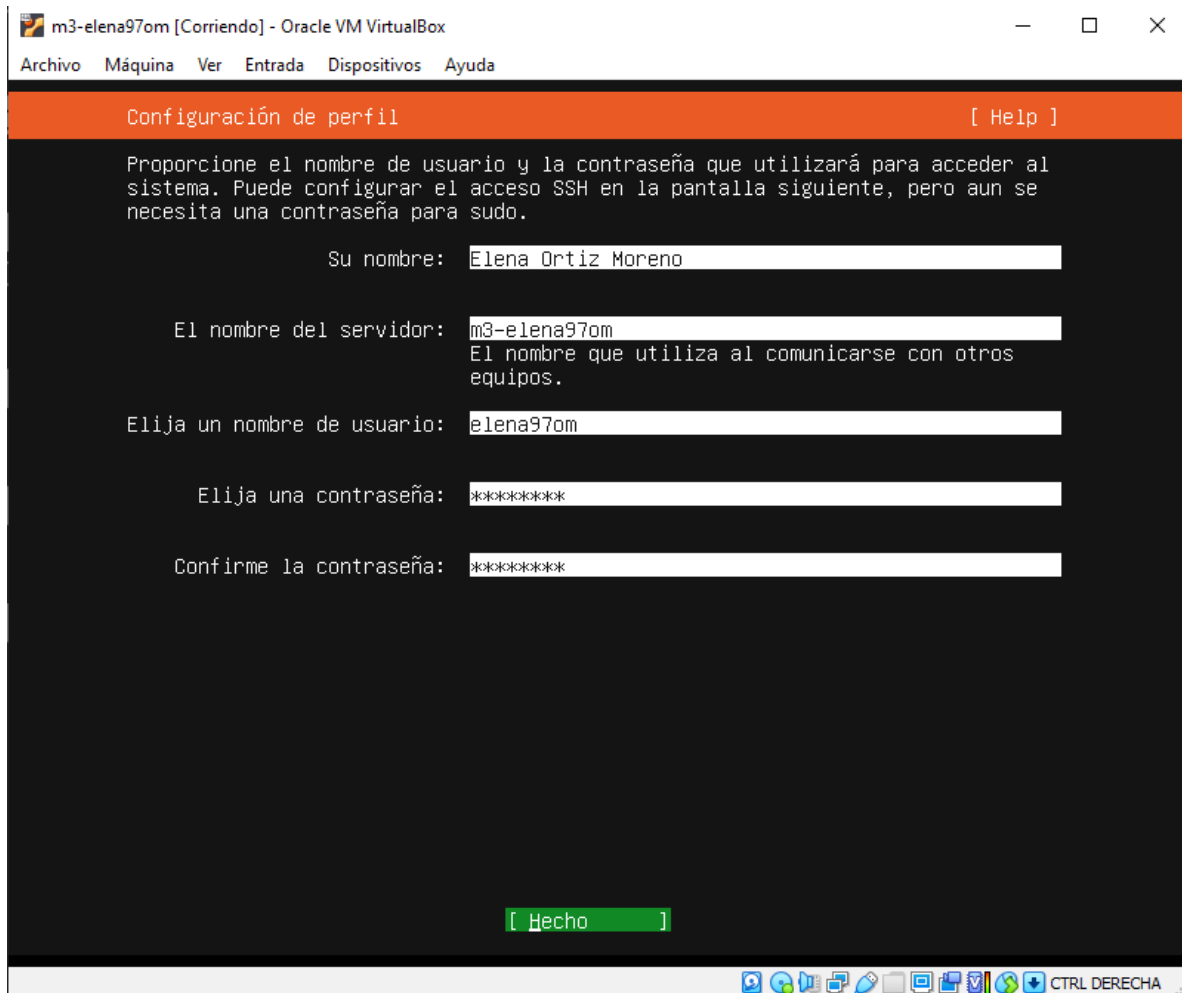 m3-elena97om [Corriendo] - Oracle VM VirtualBox
Archivo Máquina Ver Entrada Dispositivos Ayuda
Configuración de perfil [ Help ]
Proporcione el nombre de usuario y la contraseña que utilizará para acceder al
sistema. Puede configurar el acceso SSH en la pantalla siguiente, pero aun se
necesita una contraseña para sudo.
Su nombre: Elena Ortiz Moreno
El nombre del servidor: m3-elena97om
El nombre que utiliza al comunicarse con otros
equipos.
Elija un nombre de usuario: elena97om
Elija una contraseña: ********
Confirme la contraseña: ********
[ Hecho ]
CTRL DERECHA